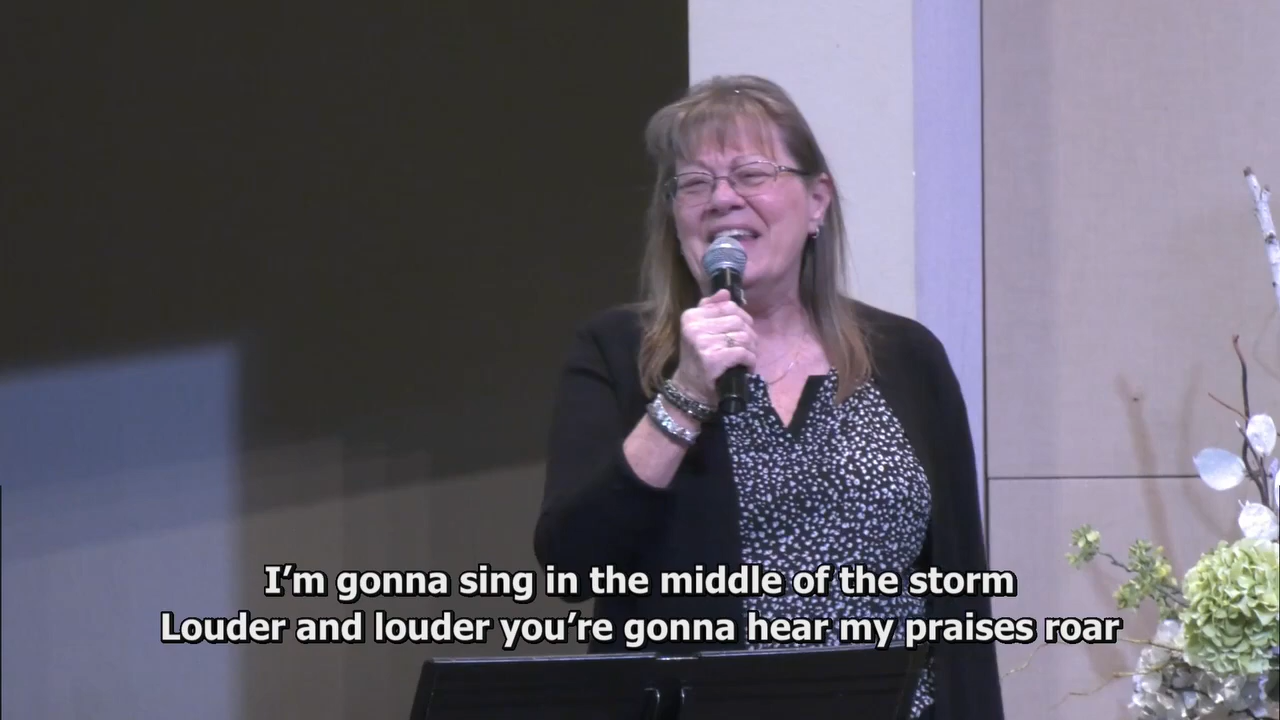 I’m gonna sing in the middle of the storm
Louder and louder you’re gonna hear my praises roar